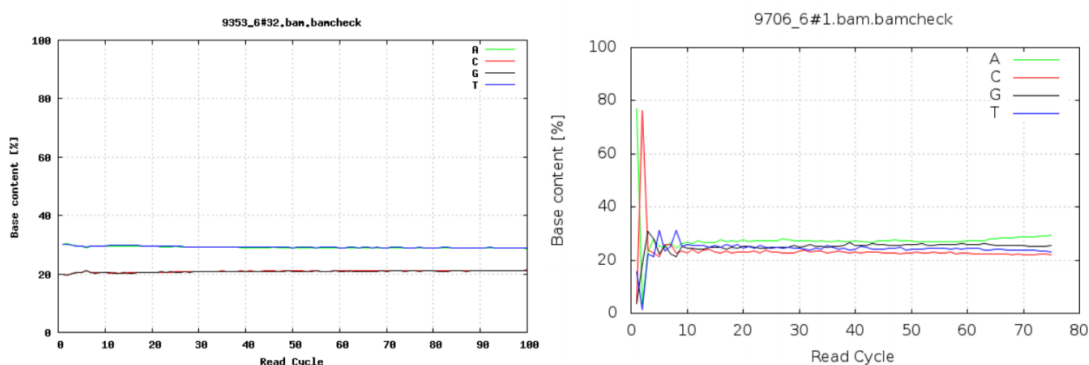 9353_6#32.bam.bamcheck
Base content [%]
100
80
60
40
20
0
A
C
G
T
0 10 20 30 40 50 60 70 80 90 100
Read Cycle
9706_6#1.bam.bamcheck
Base content [%]
100
80
60
40
20
0
A
C
G
T
0 10 20 30 40 50 60 70 80
Read Cycle